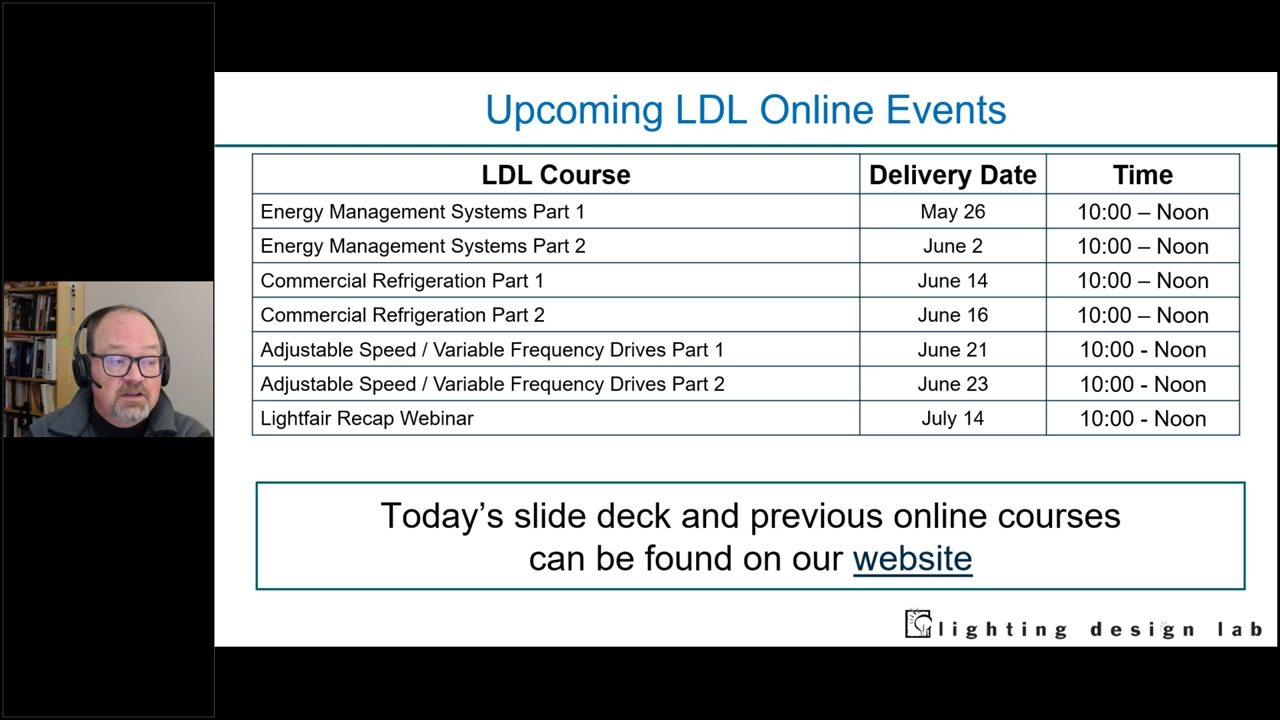 Upcoming LDL Online Events
LDL Course Delivery Date Time
Energy Management Systems Part 1 May 26 10:00 – Noon
Energy Management Systems Part 2 June 2 10:00 – Noon
Commercial Refrigeration Part 1 June 14 10:00 – Noon
Commercial Refrigeration Part 2 June 16 10:00 – Noon
Adjustable Speed / Variable Frequency Drives Part 1 June 21 10:00 - Noon
Adjustable Speed / Variable Frequency Drives Part 2 June 23 10:00 - Noon
Lightfair Recap Webinar July 14 10:00 - Noon
Today’s slide deck and previous online courses
can be found on our website
lighting design lab